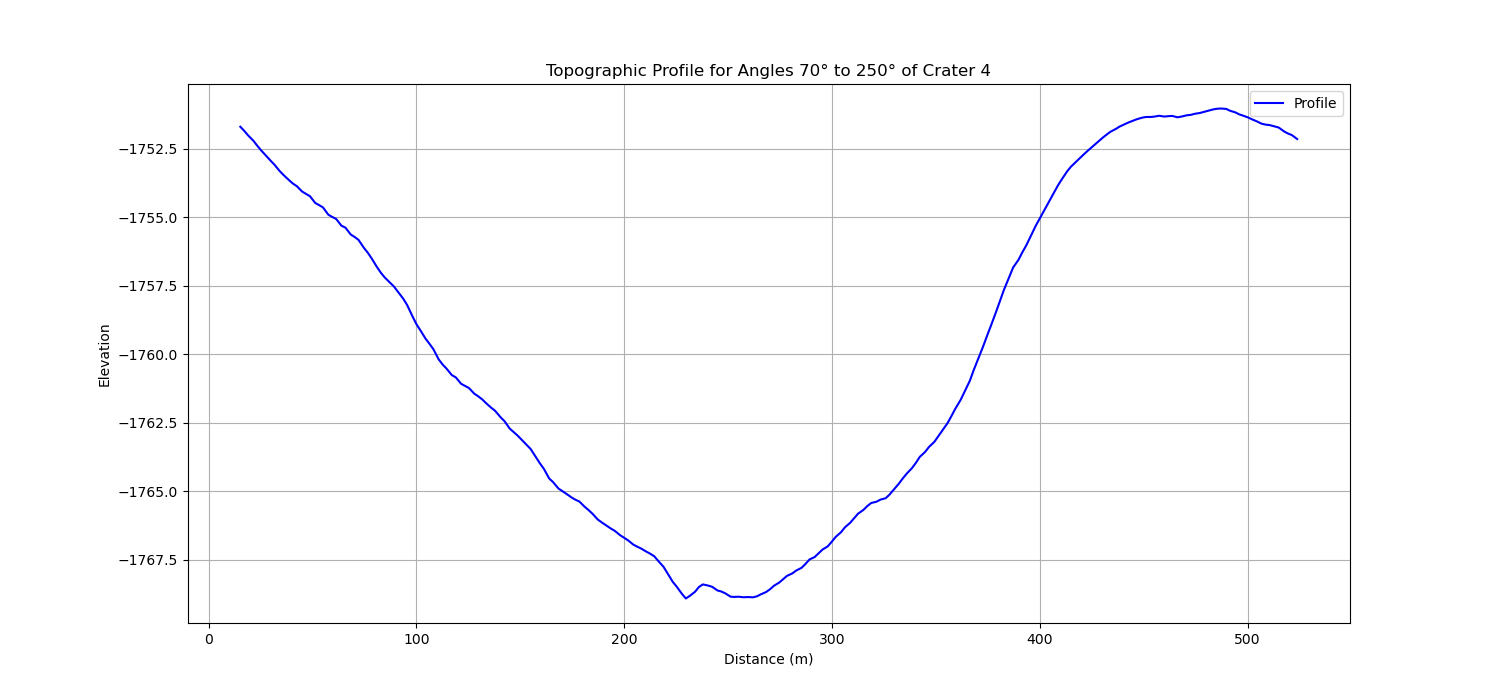 Topographic Profile for Angles 70° to 250° of Crater 4
Profile
−1752.5
−1755.0
−1757.5
−1760.0
−1762.5
−1765.0
−1767.5
Elevation
0 100 200 300 400 500
Distance (m)